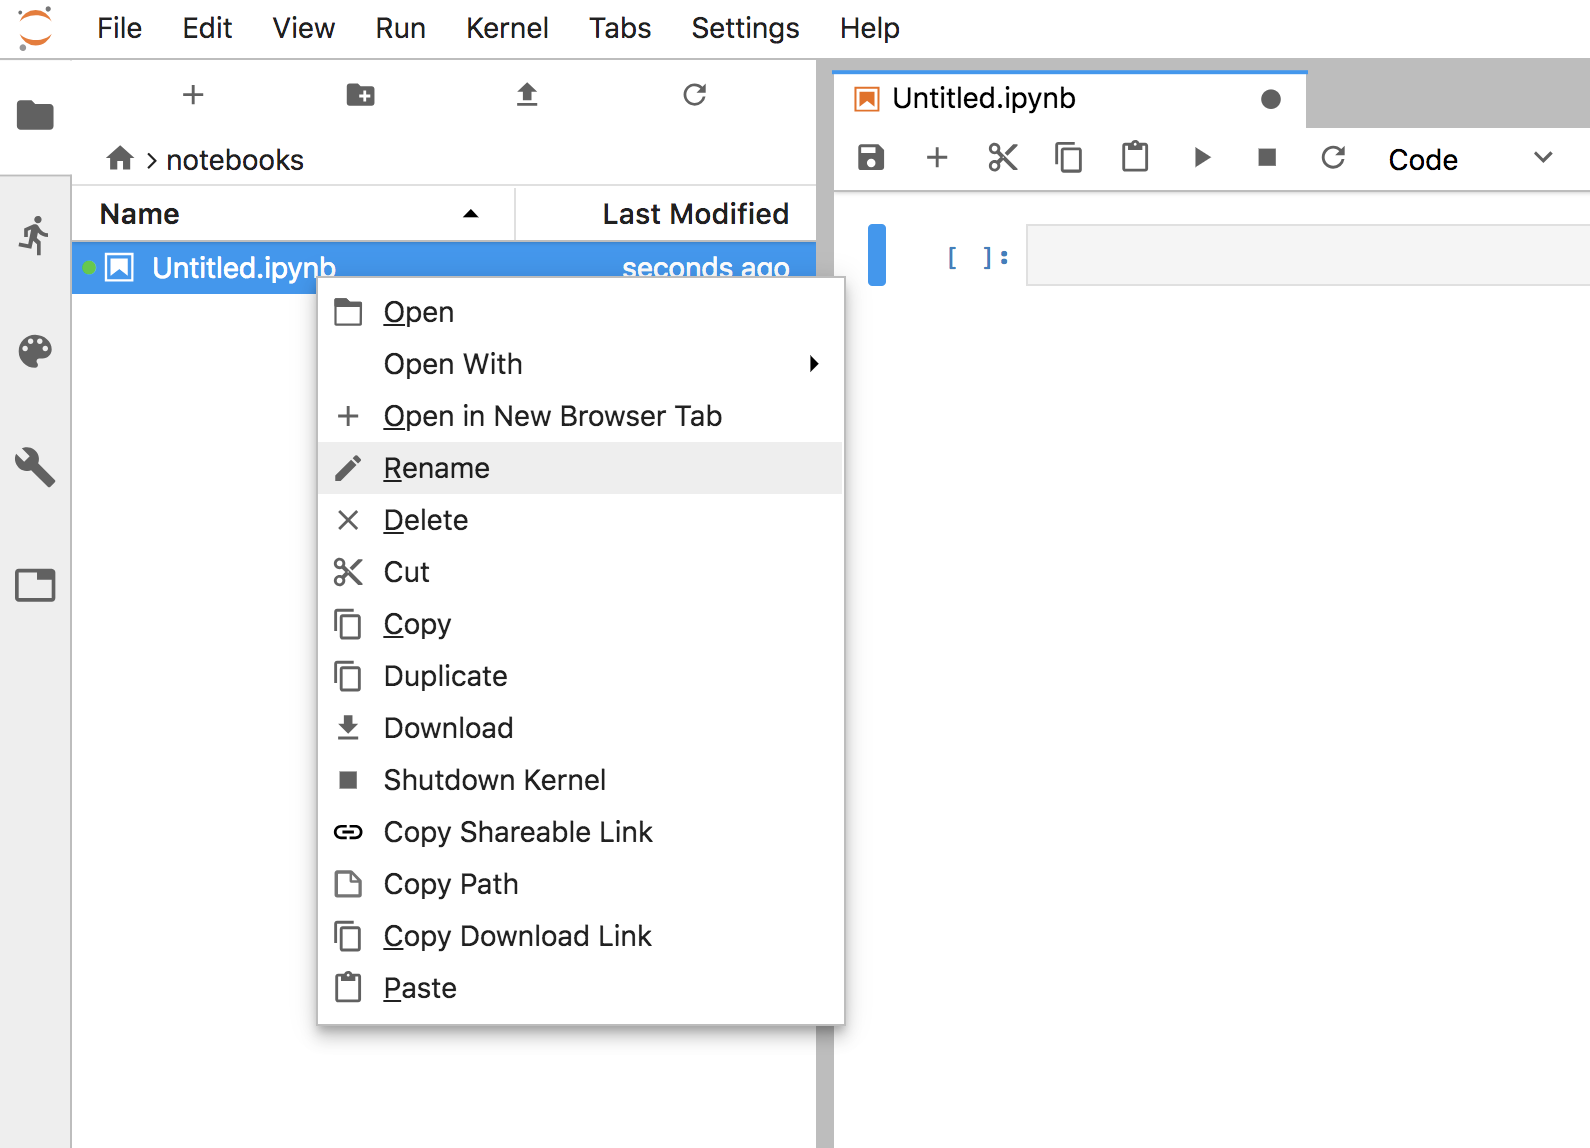 File Edit View Run Kernel Tabs Settings Help
notebooks
Name Last Modified
Untitled.ipynb seconds ago
Open
Open With
Open in New Browser Tab
Rename
Delete
Cut
Copy
Duplicate
Download
Shutdown Kernel
Copy Shareable Link
Copy Path
Copy Download Link
Paste
Untitled.ipynb
Code
[ ]: